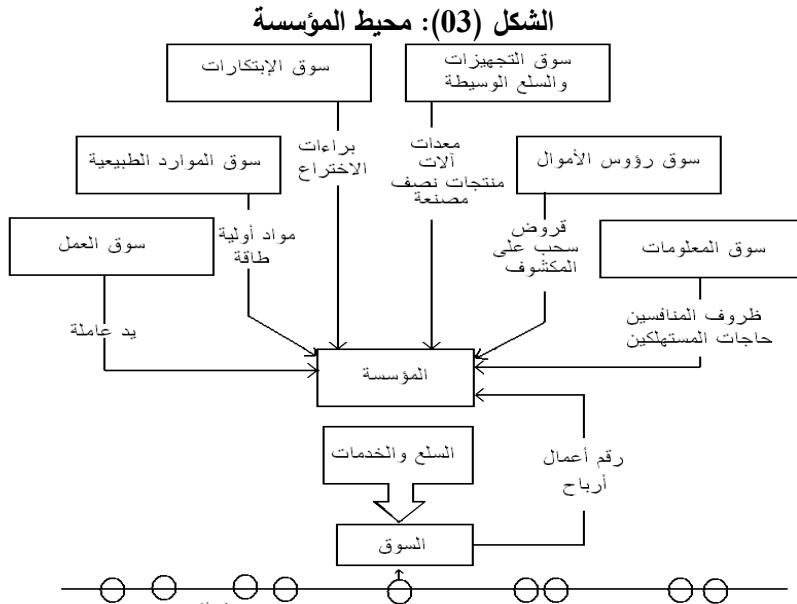 الشكل (03): محيط المؤسسة
سوق التجهيزات
والسلع الوسيطة
سوق الإبتكارات
سوق رؤوس الأموال
سوق الموارد الطبيعية
سوق المعلومات
سوق العمل
معدات
آلات
منتجات نصف
مصنعة
براءات
الاختراع
قروض
سحب على
المكشوف
مواد أولية
طاقة
ظروف المنافسين
حاجات المستهلكين
يد عاملة
المؤسسة
السلع والخدمات
رقم أعمال
أرباح
السوق